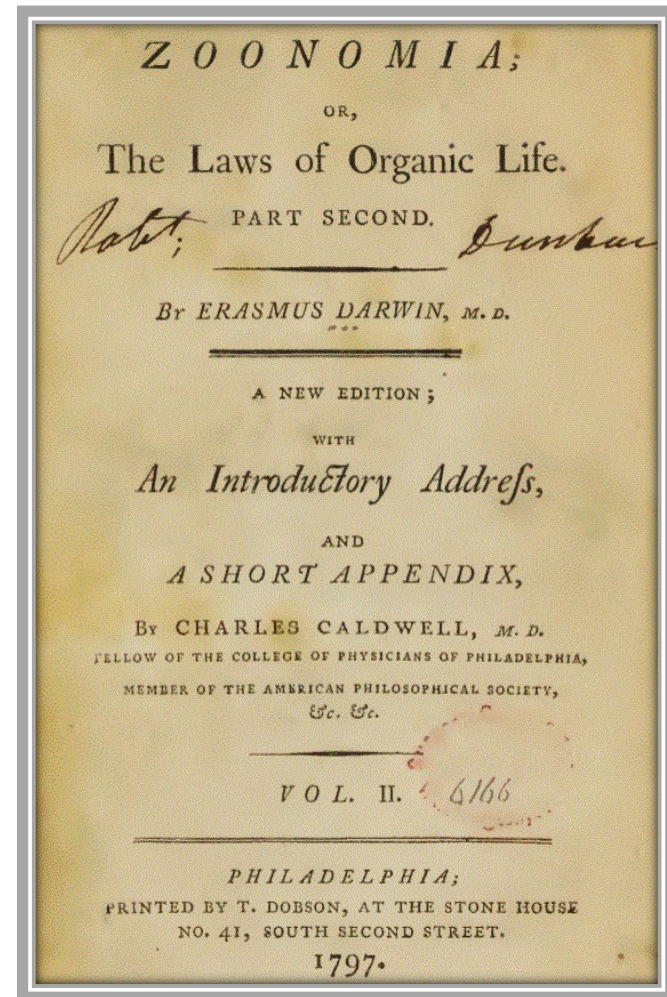 ZOONOMIA;
OR,
The Laws of Organic Life.
PART SECOND.
Robt; Dunbar
By ERASMUS DARWIN, M. D.
A NEW EDITION;
WITH
An Introductory Addreſs,
AND
A SHORT APPENDIX,
By CHARLES CALDWELL, M. D.
FELLOW OF THE COLLEGE OF PHYSICIANS OF PHILADELPHIA,
MEMBER OF THE AMERICAN PHILOSOPHICAL SOCIETY,
&c. &c.
VOL. II. 6166
PHILADELPHIA;
PRINTED BY T. DOBSON, AT THE STONE HOUSE
NO. 41, SOUTH SECOND STREET.
1797.